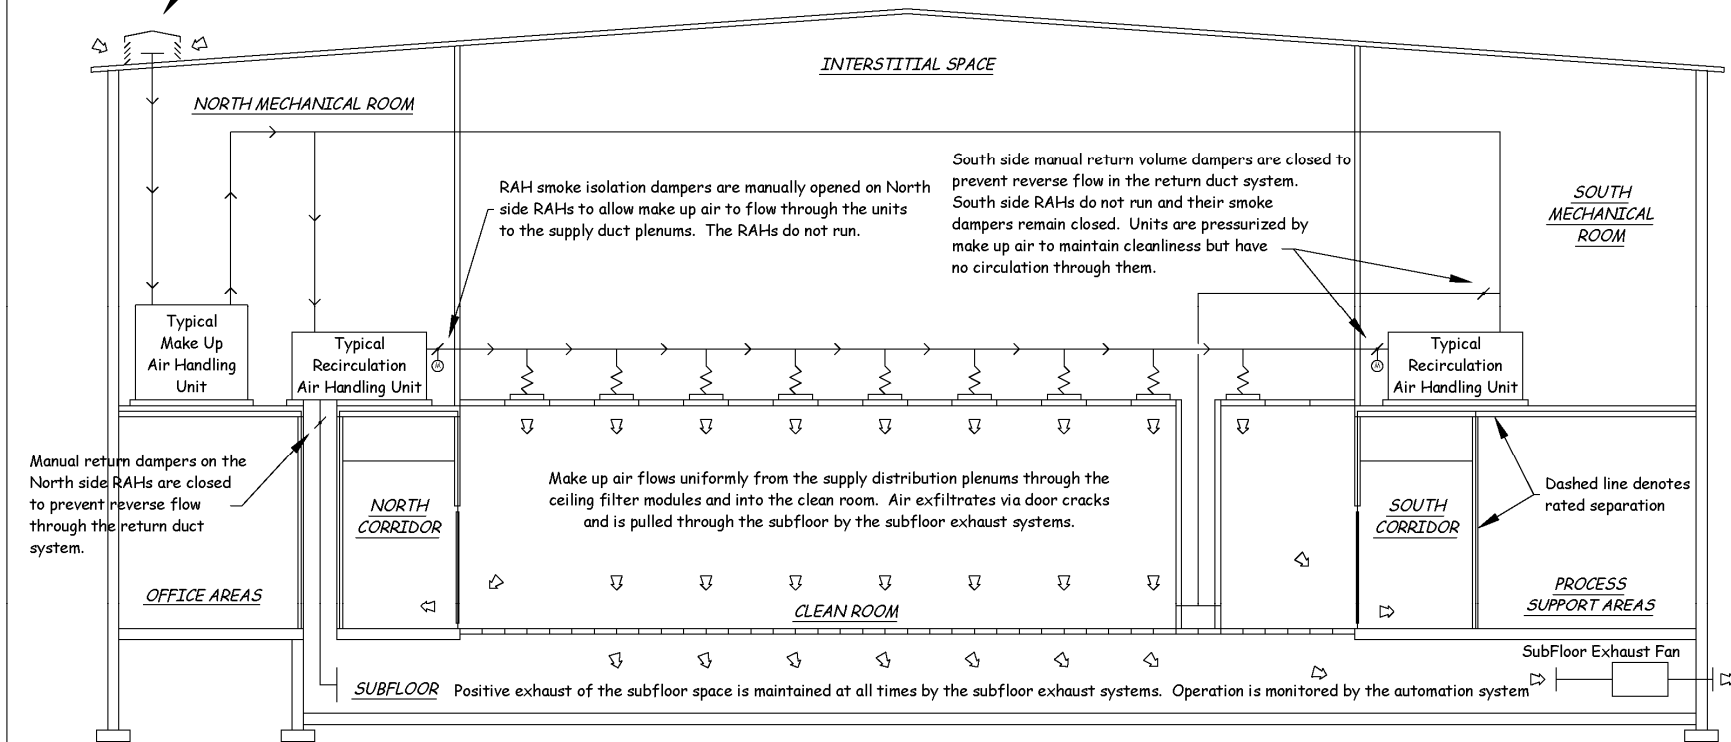 INTERSTITIAL SPACE
NORTH MECHANICAL ROOM
RAH smoke isolation dampers are manually opened on North
side RAHs to allow make up air to flow through the units
to the supply duct plenums.  The RAHs do not run.
South side manual return volume dampers are closed to
prevent reverse flow in the return duct system.
South side RAHs do not run and their smoke
dampers remain closed.  Units are pressurized by
make up air to maintain cleanliness but have
no circulation through them.
SOUTH
MECHANICAL
ROOM
Typical
Make Up
Air Handling
Unit
Typical
Recirculation
Air Handling Unit
M
M
Typical
Recirculation
Air Handling Unit
Manual return dampers on the
North side RAHs are closed
to prevent reverse flow
through the return duct
system.
NORTH
CORRIDOR
Make up air flows uniformly from the supply distribution plenums through the
ceiling filter modules and into the clean room.  Air exfiltrates via door cracks
and is pulled through the subfloor by the subfloor exhaust systems.
SOUTH
CORRIDOR
Dashed line denotes
rated separation
OFFICE AREAS
CLEAN ROOM
PROCESS
SUPPORT AREAS
SubFloor Exhaust Fan
SUBFLOOR
Positive exhaust of the subfloor space is maintained at all times by the subfloor exhaust systems.  Operation is monitored by the automation system